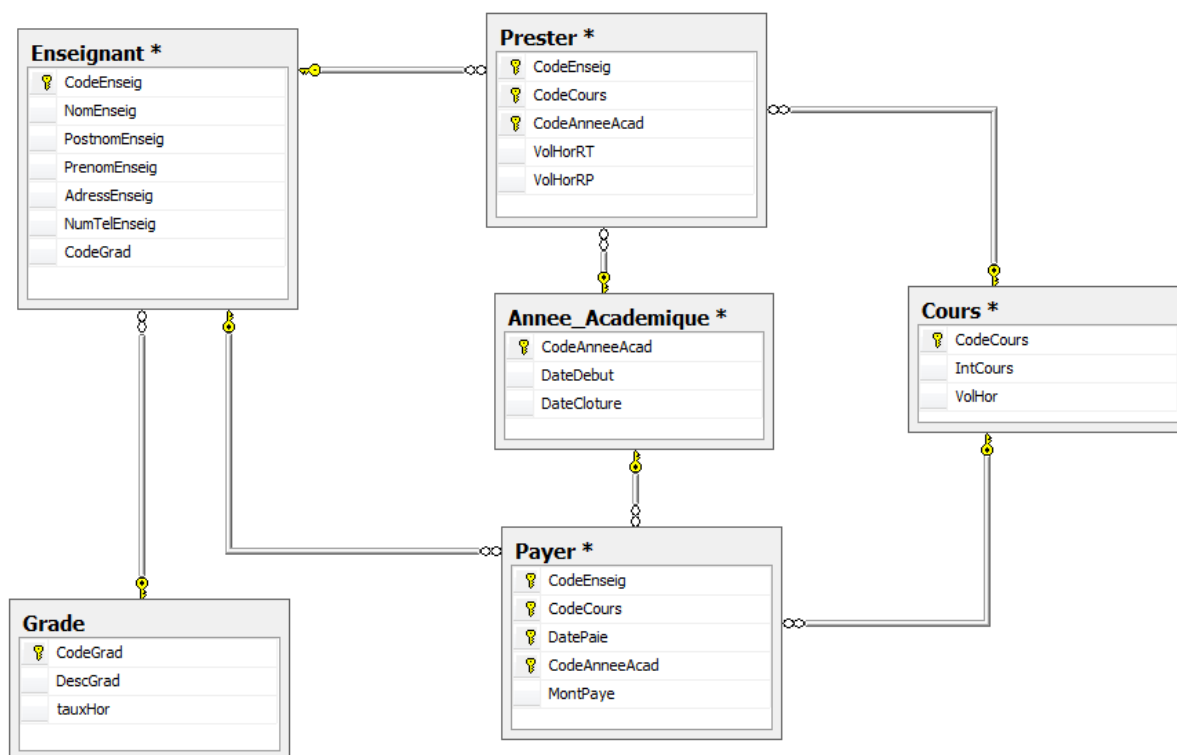 Enseignant *
CodeEnseig
NomEnseig
PostnomEnseig
PrenomEnseig
AdressEnseig
NumTelEnseig
CodeGrad
Prester *
CodeEnseig
CodeCours
CodeAnneeAcad
VolHorRT
VolHorRP
Annee_Academique *
CodeAnneeAcad
DateDebut
DateCloture
Cours *
CodeCours
IntCours
VolHor
Grade
CodeGrad
DescGrad
tauxHor
Payer *
CodeEnseig
CodeCours
DatePaie
CodeAnneeAcad
MontPaye